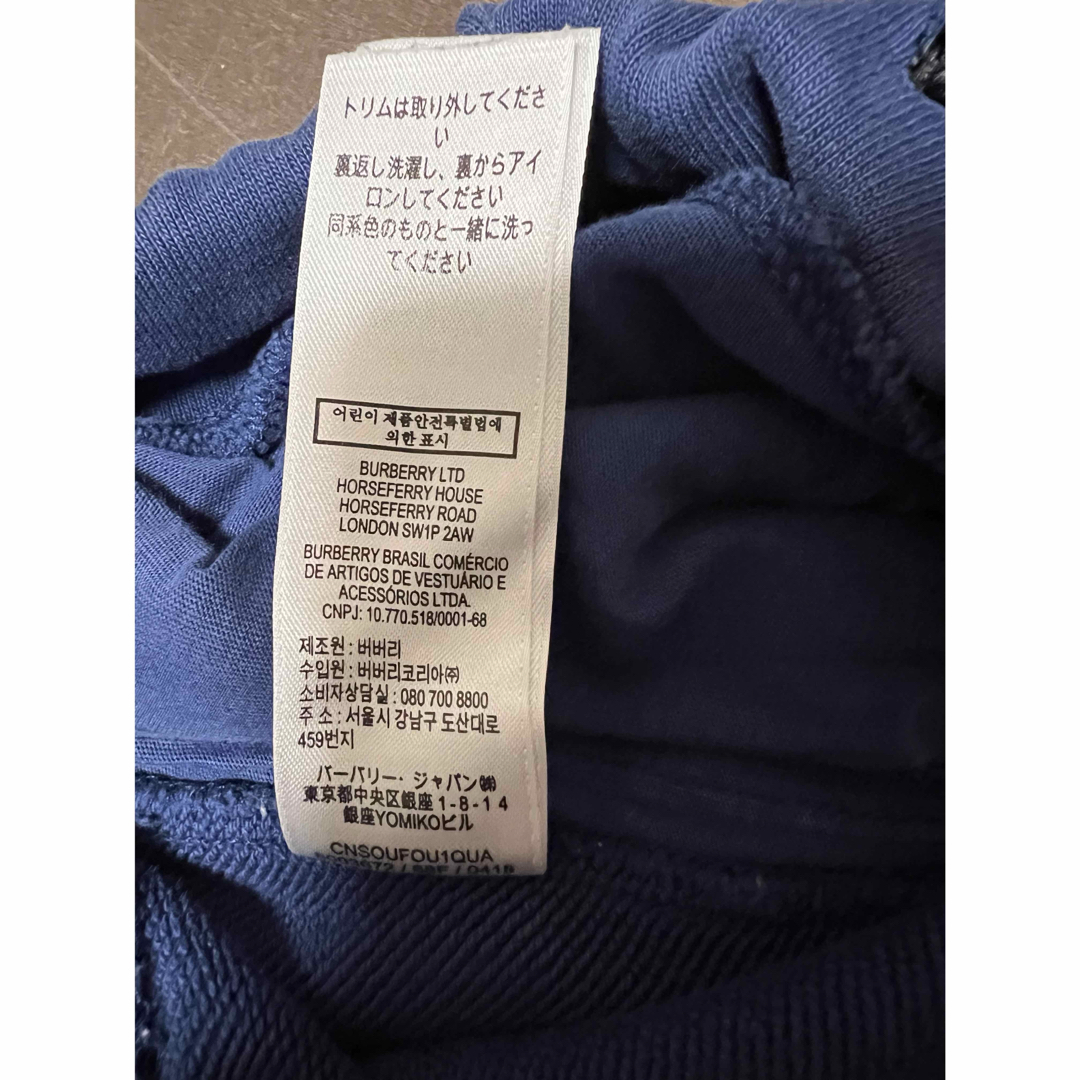 トリムは取り外してくださ
い
裏返し洗濯し、裏からアイ
ロンしてください
同系色のものと一緒に洗っ
てください
어린이 제품안전특별법에
의한 표시
BURBERRY LTD
HORSEFERRY HOUSE
HORSEFERRY ROAD
LONDON SW1P 2AW
BURBERRY BRASIL COMÉRCIO
DE ARTIGOS DE VESTUÁRIO E
ACESSÓRIOS LTDA.
CNPJ: 10.770.518/0001-68
제조원 : 버버리
수입원 : 버버리코리아㈜
소비자상담실 : 080 700 8800
주 소 : 서울시 강남구 도산대로
459번지
バーバリー・ジャパン㈱
東京都中央区銀座1-8-14
銀座YOMIKOビル
CNSOUFOU1QUA